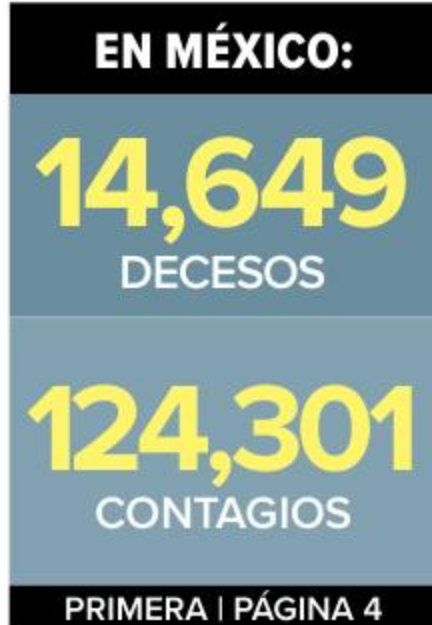 EN MÉXICO:
14,649
DECESOS
124,301
CONTAGIOS
PRIMERA | PÁGINA 4